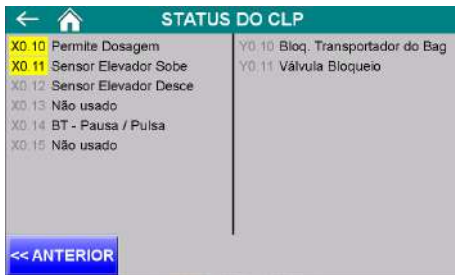 STATUS DO CLP
X0.10 Permite Dosagem
X0.11 Sensor Elevador Sobe
X0.12 Sensor Elevador Desce
X0.13 Não usado
X0.14 BT - Pausa / Pulsa
X0.15 Não usado
Y0.10 Bloq. Transportador do Bag
Y0.11 Válvula Bloqueio
<< ANTERIOR